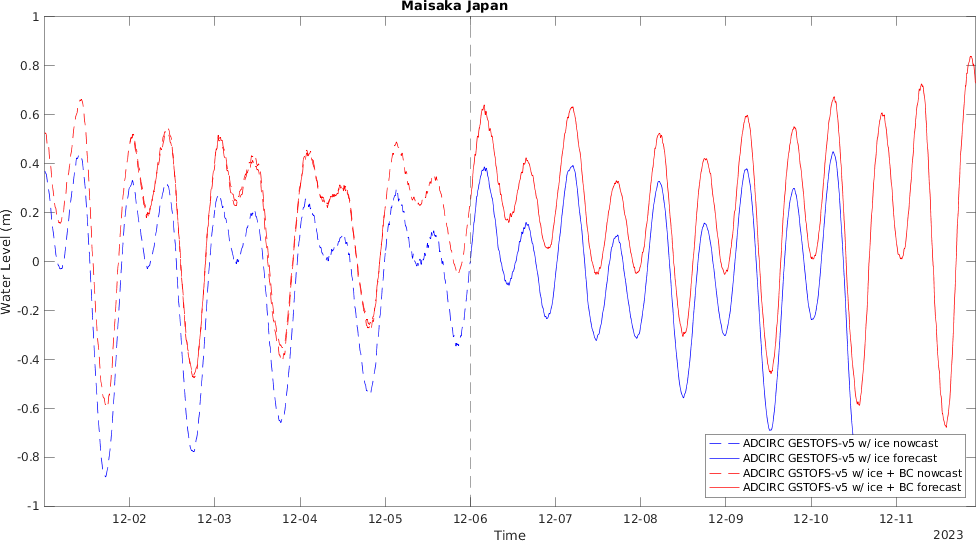 Maisaka Japan
1
0.8
0.6
0.4
0.2
0
-0.2
-0.4
-0.6
-0.8
-1
Water Level (m)
ADCIRC GESTOFS-v5 w/ ice nowcast
ADCIRC GESTOFS-v5 w/ ice forecast
ADCIRC GSTOFS-v5 w/ ice + BC nowcast
ADCIRC GSTOFS-v5 w/ ice + BC forecast
12-02 12-03 12-04 12-05 12-06 12-07 12-08 12-09 12-10 12-11
Time
2023